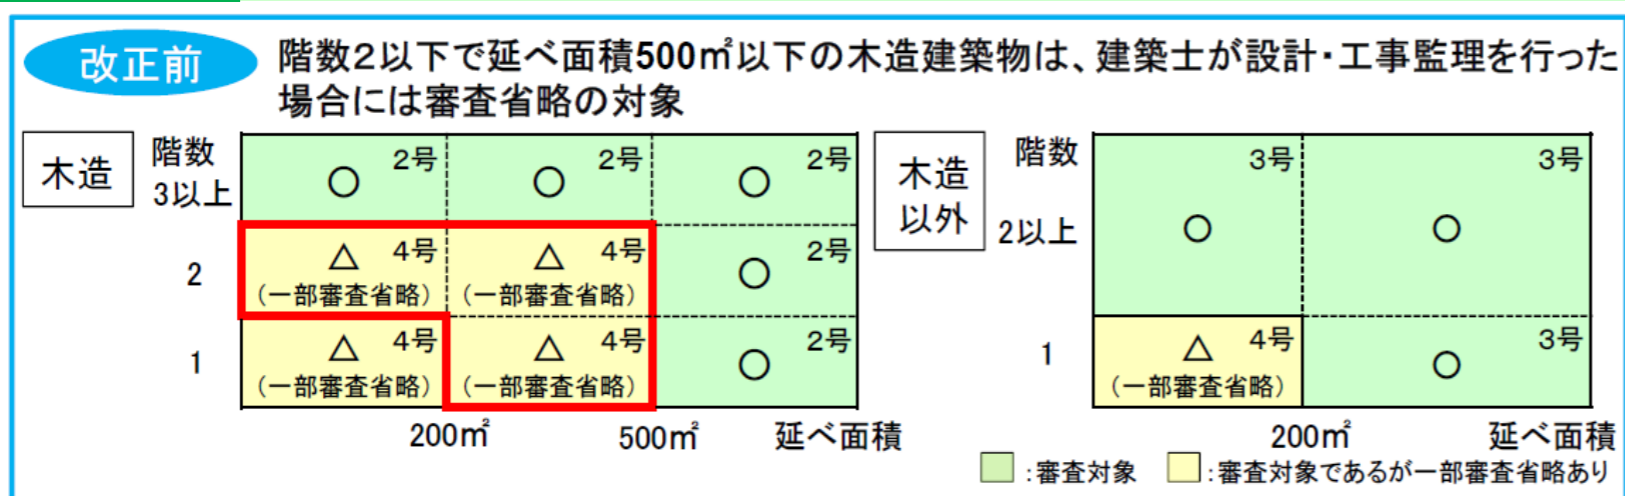 改正前
階数2以下で延べ面積500㎡以下の木造建築物は、建築士が設計・工事監理を行った
場合には審査省略の対象
木造
階数
3以上
○ 2号 ○ 2号 ○ 2号
2
△ 4号 △ 4号 ○ 2号
(一部審査省略) (一部審査省略)
1
△ 4号 △ 4号 ○ 2号
(一部審査省略) (一部審査省略)
200㎡ 500㎡ 延べ面積
木造
以外
階数
2以上
○ 3号 ○ 3号
1
△ 4号 ○ 3号
(一部審査省略)
200㎡ 延べ面積
:審査対象 :審査対象であるが一部審査省略あり